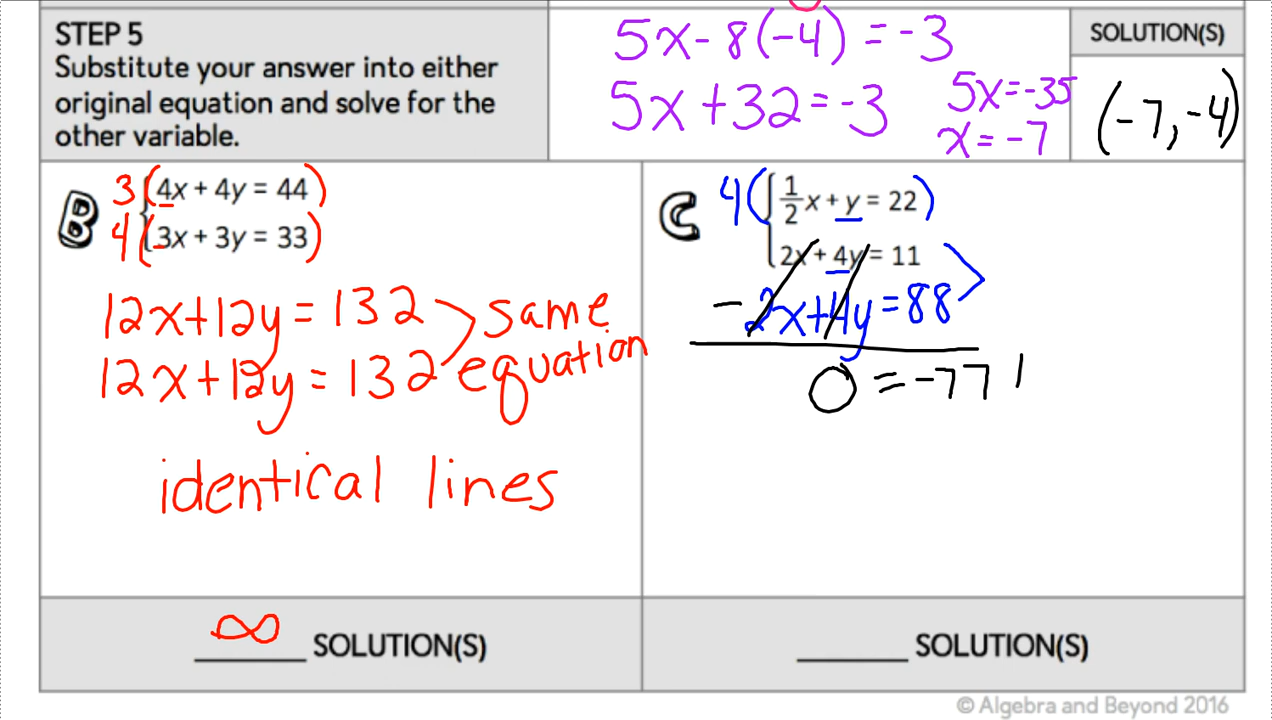 STEP 5
Substitute your answer into either
original equation and solve for the
other variable.
5x - 8(-4) = -3
5x + 32 = -3
5x = -35
x = -7
SOLUTION(S)
(-7, -4)
B
3(4x + 4y = 44)
4(3x + 3y = 33)
12x + 12y = 132
12x + 12y = 132
same
equation
identical lines
∞ SOLUTION(S)
C
4(1/2x + y = 22)
2x + 4y = 11
- 2x + 4y = 88
0 = -77
______ SOLUTION(S)
© Algebra and Beyond 2016